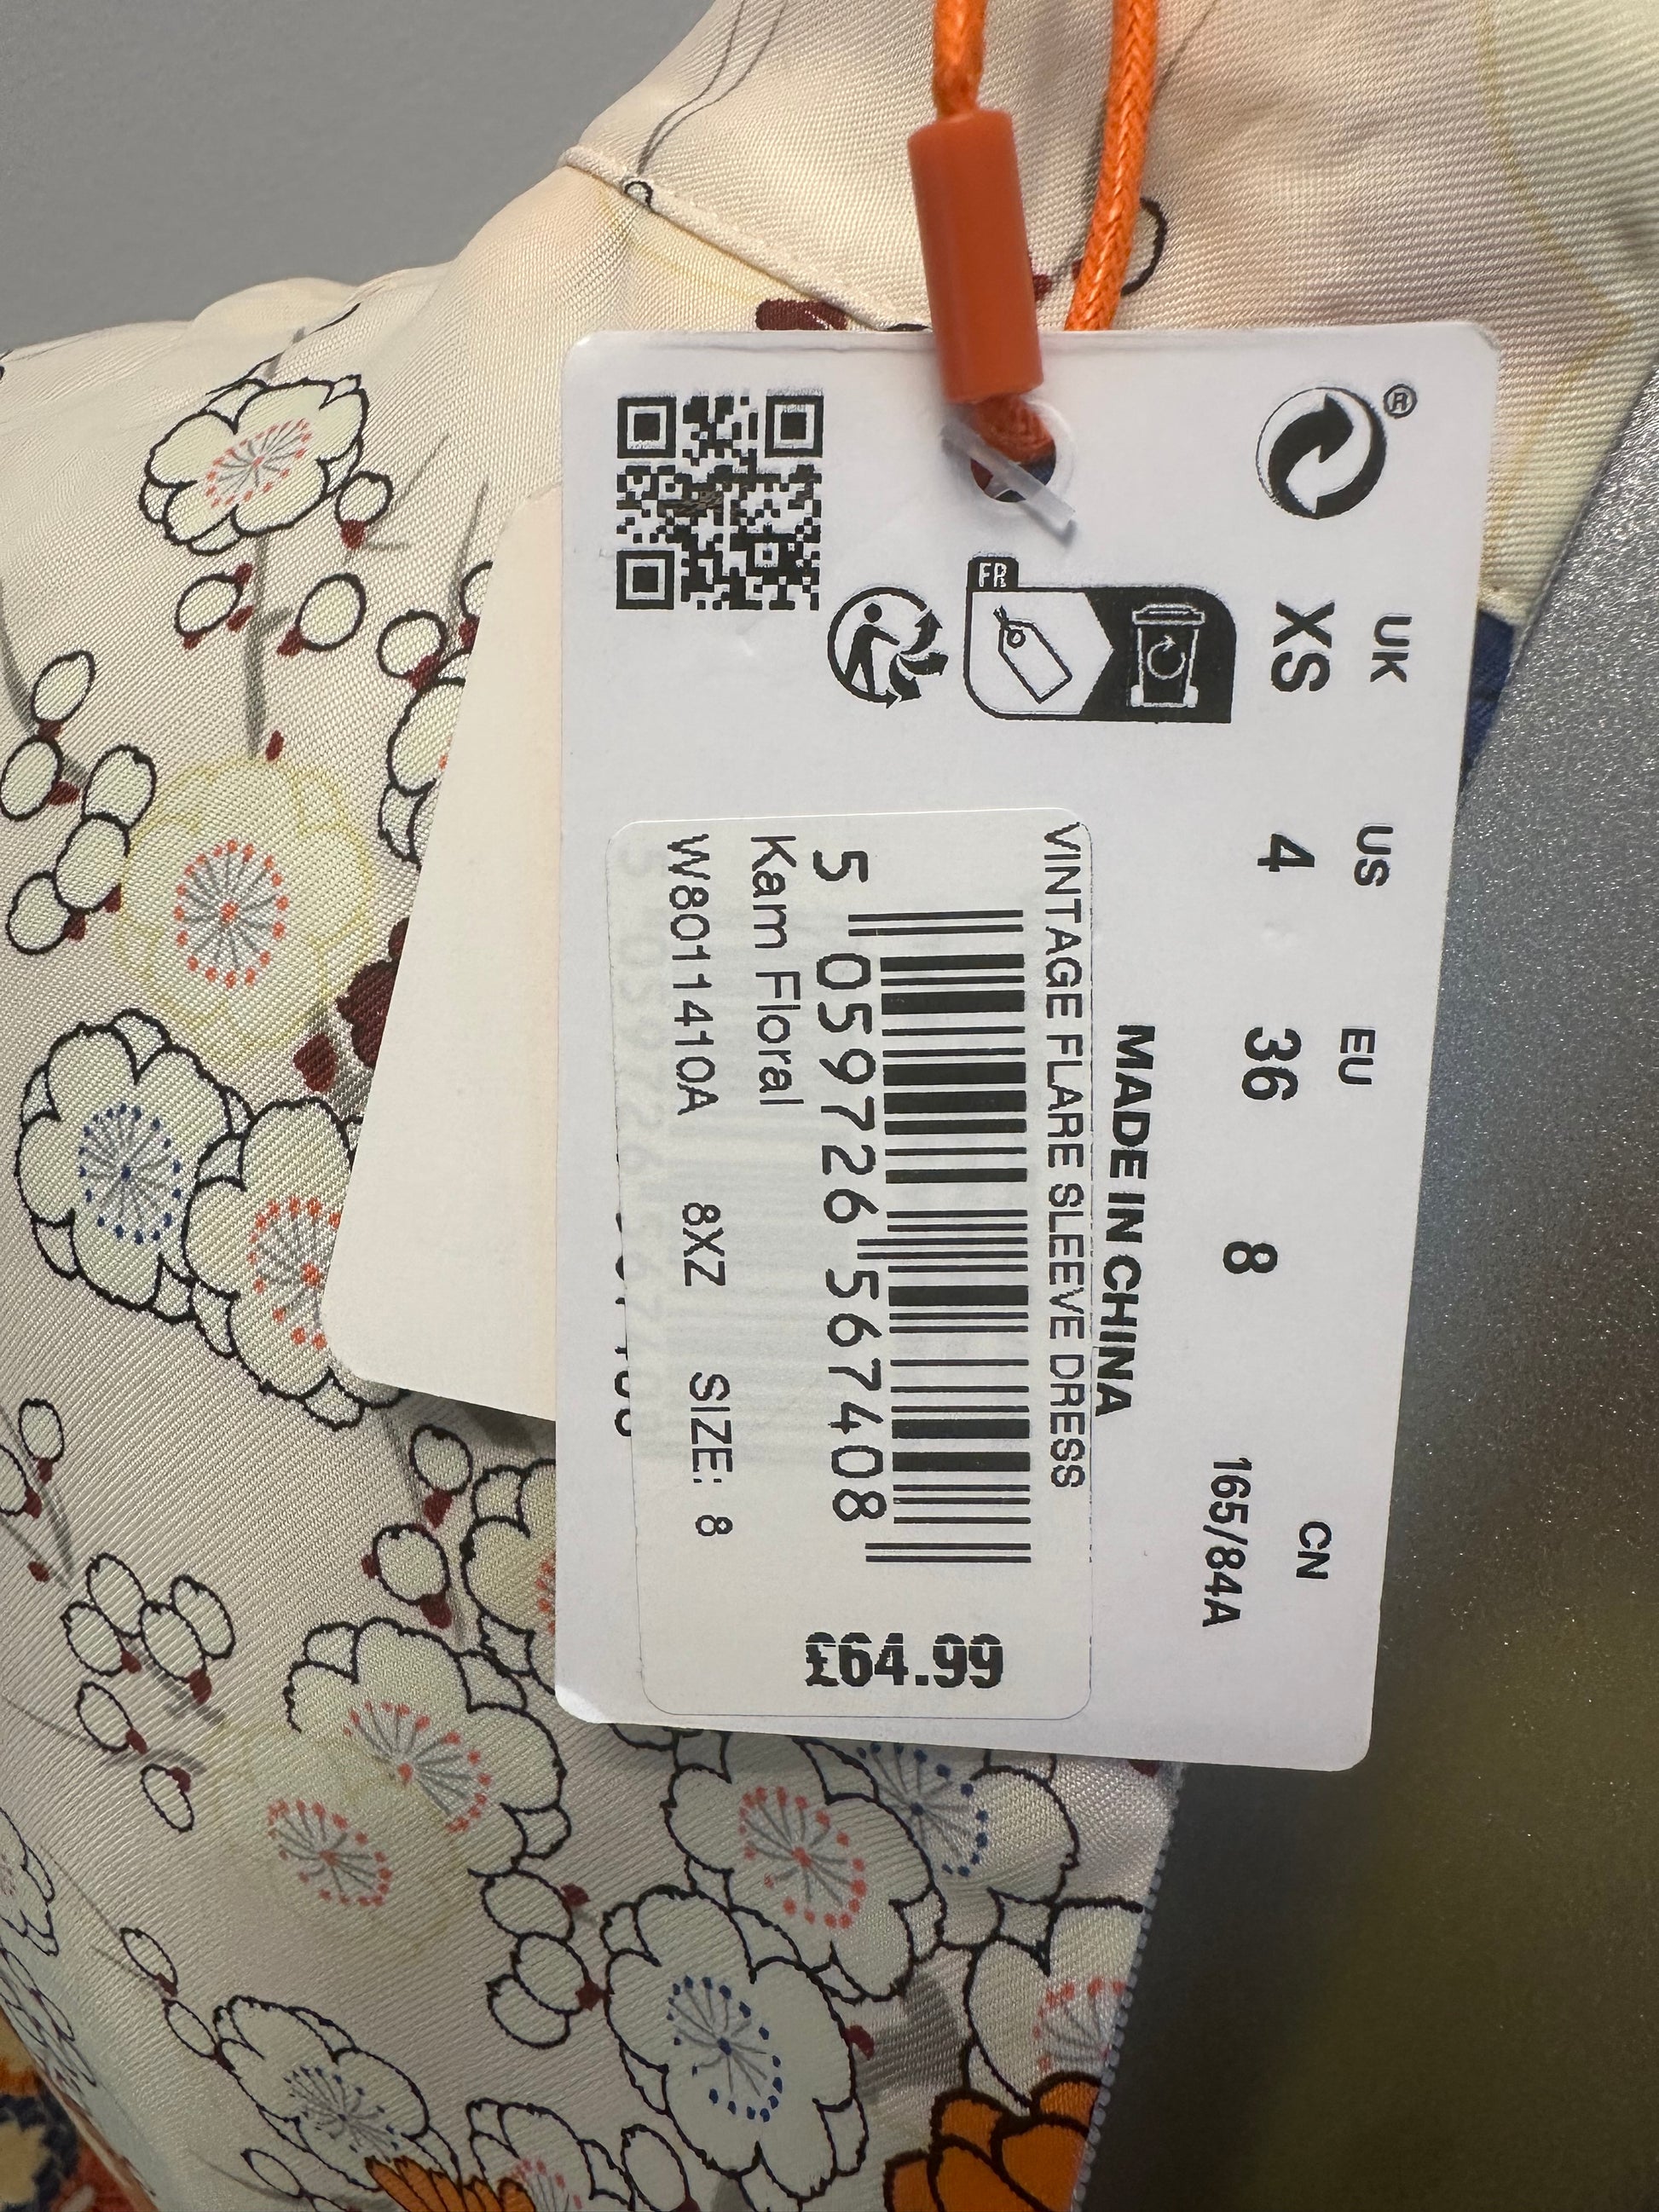 ®
UK US EU CN
XS 4 36 8 165/84A
FR
MADE IN CHINA
VINTAGE FLARE SLEEVE DRESS
5 059726 567408
£64.99
Kam Floral
W8011410A 8XZ SIZE: 8